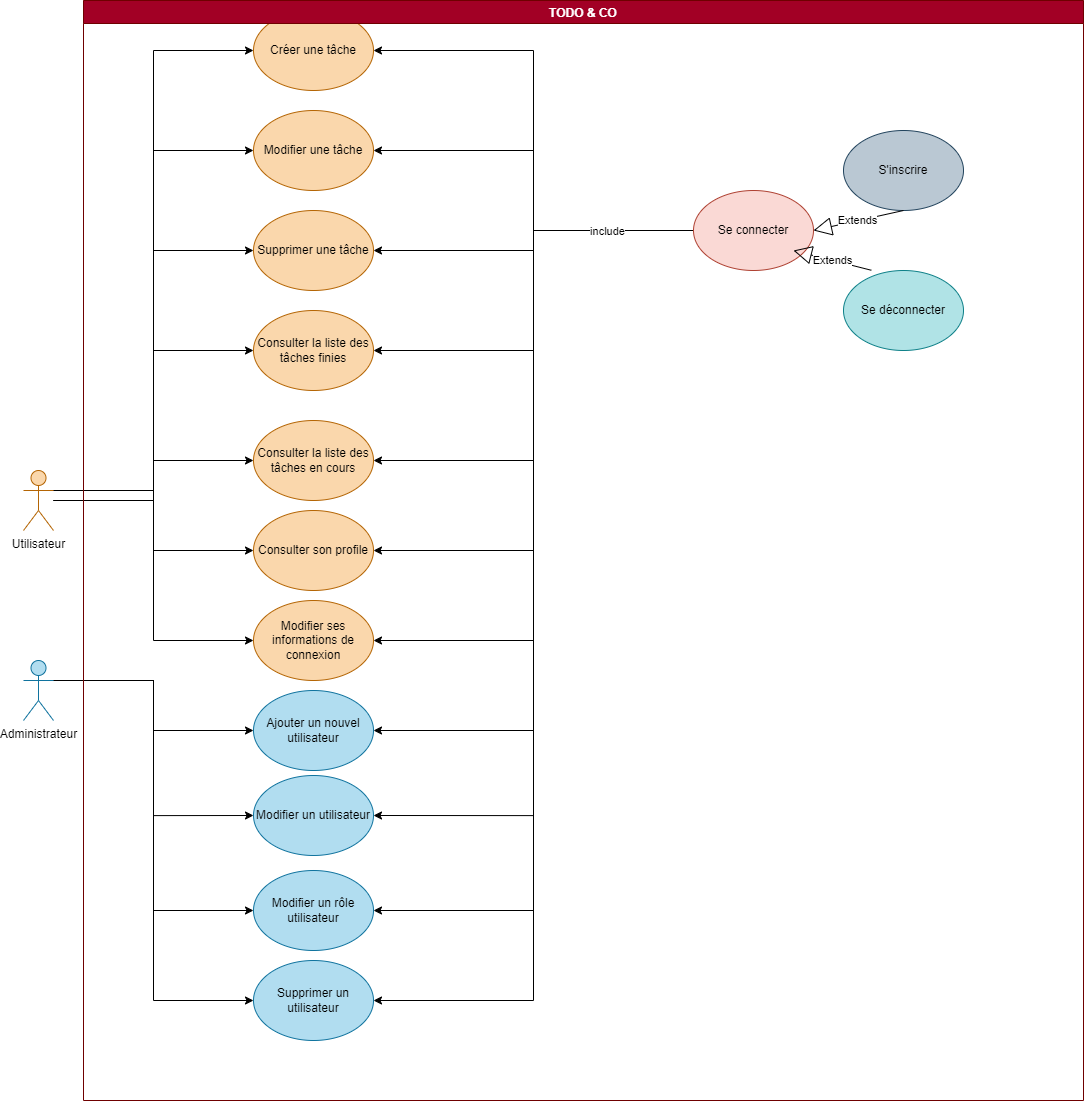 TODO & CO
Créer une tâche
Modifier une tâche
S'inscrire
Extends
Se connecter
include
Supprimer une tâche
Extends
Se déconnecter
Consulter la liste des
tâches finies
Consulter la liste des
tâches en cours
Utilisateur
Consulter son profile
Modifier ses
informations de
connexion
Administrateur
Ajouter un nouvel
utilisateur
Modifier un utilisateur
Modifier un rôle
utilisateur
Supprimer un
utilisateur